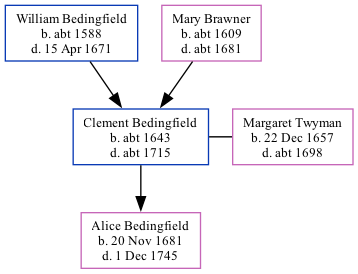 William Bedingfield
b. abt 1588
d. 15 Apr 1671
Mary Brawner
b. abt 1609
d. abt 1681
Clement Bedingfield
b. abt 1643
d. abt 1715
Margaret Twyman
b. 22 Dec 1657
d. abt 1698
Alice Bedingfield
b. 20 Nov 1681
d. 1 Dec 1745